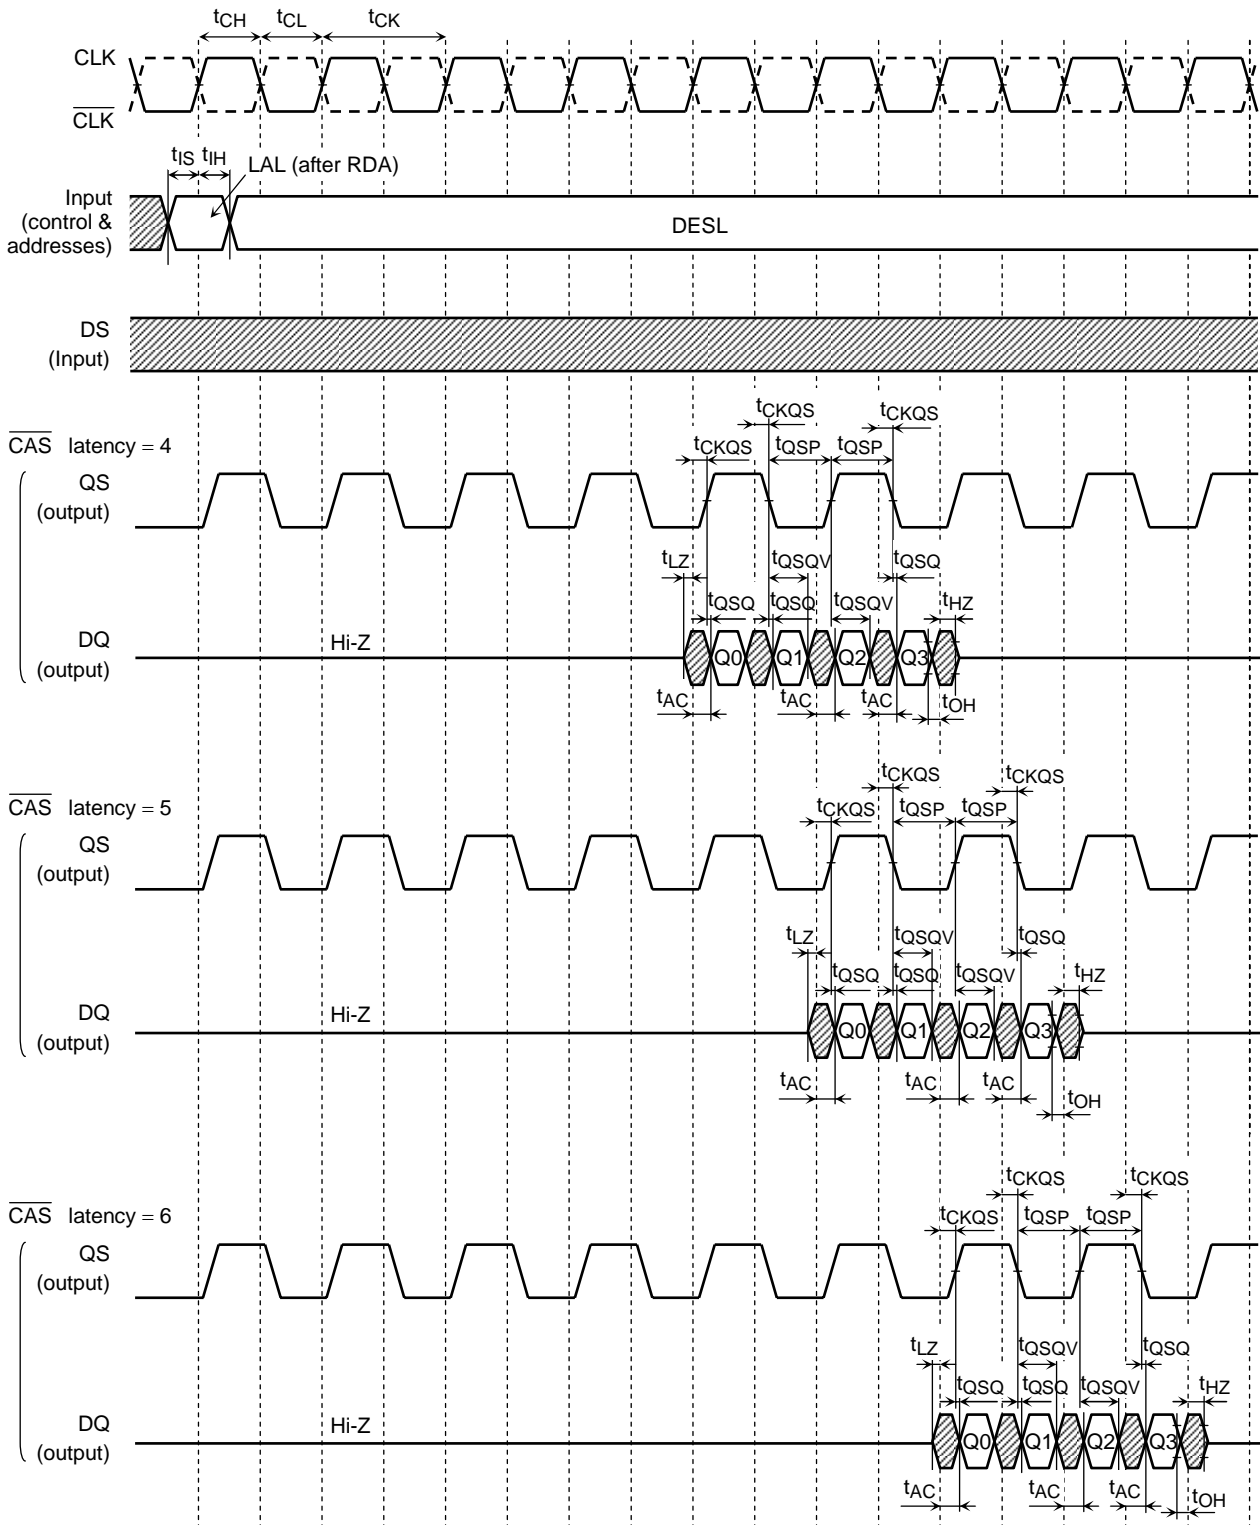 tCH tCL tCK
CLK
CLK
tIS tIH LAL (after RDA)
Input
(control &
addresses)
DESL
DS
(Input)
CAS latency = 4
tCKQS tCKQS
tCKQS tQSP tQSP
QS
(output)
tLZ tQSQV tQSQ
tQSQ tQSQ tQSQV tHZ
DQ
(output)
Hi-Z
Q0 Q1 Q2 Q3
tAC tAC tAC tOH
CAS latency = 5
tCKQS tCKQS
tCKQS tQSP tQSP
QS
(output)
tLZ tQSQV tQSQ
tQSQ tQSQ tQSQV tHZ
DQ
(output)
Hi-Z
Q0 Q1 Q2 Q3
tAC tAC tAC tOH
CAS latency = 6
tCKQS tCKQS
tCKQS tQSP tQSP
QS
(output)
tLZ tQSQV tQSQ
tQSQ tQSQ tQSQV tHZ
DQ
(output)
Hi-Z
Q0 Q1 Q2 Q3
tAC tAC tAC tOH